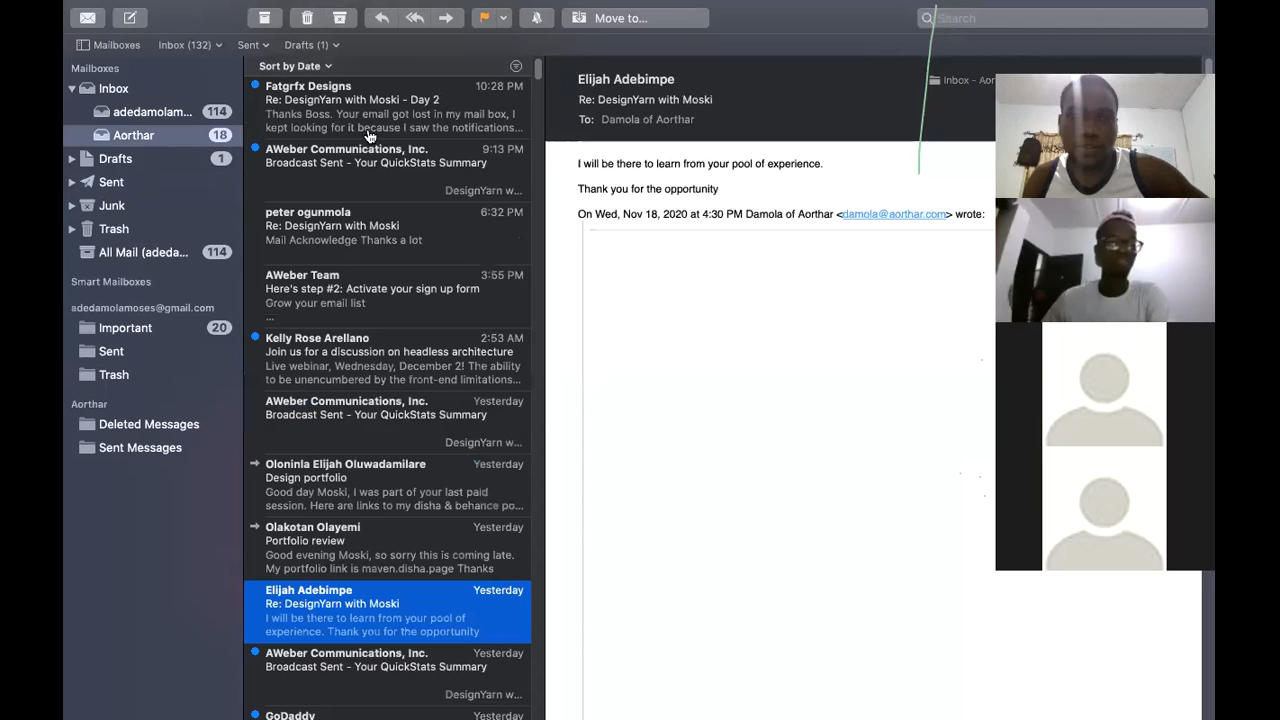 Move to...
Search
Mailboxes
Inbox (132)
Sent
Drafts (1)
Mailboxes
Inbox
adedamolam... 114
Aorthar 18
Drafts 1
Sent
Junk
Trash
All Mail (adeda... 114
Smart Mailboxes
adedamolamoses@gmail.com
Important 20
Sent
Trash
Aorthar
Deleted Messages
Sent Messages
Sort by Date
Fatgrfx Designs 10:28 PM
Re: DesignYarn with Moski - Day 2
Thanks Boss. Your email got lost in my mail box, I
kept looking for it because I saw the notifications...
AWeber Communications, Inc. 9:13 PM
Broadcast Sent - Your QuickStats Summary
DesignYarn w...
peter ogunmola 6:32 PM
Re: DesignYarn with Moski
Mail Acknowledge Thanks a lot
AWeber Team 3:55 PM
Here's step #2: Activate your sign up form
Grow your email list
...
Kelly Rose Arellano 2:53 AM
Join us for a discussion on headless architecture
Live webinar, Wednesday, December 2! The ability
to be unencumbered by the front-end limitations...
AWeber Communications, Inc. Yesterday
Broadcast Sent - Your QuickStats Summary
DesignYarn w...
Oloninla Elijah Oluwadamilare Yesterday
Design portfolio
Good day Moski, I was part of your last paid
session. Here are links to my disha & behance po...
Olakotan Olayemi Yesterday
Portfolio review
Good evening Moski, so sorry this is coming late.
My portfolio link is maven.disha.page Thanks
Elijah Adebimpe Yesterday
Re: DesignYarn with Moski
I will be there to learn from your pool of
experience. Thank you for the opportunity
AWeber Communications, Inc. Yesterday
Broadcast Sent - Your QuickStats Summary
DesignYarn w...
GoDaddy Yesterday
Elijah Adebimpe
Inbox - Aor
Re: DesignYarn with Moski
To: Damola of Aorthar
I will be there to learn from your pool of experience.
Thank you for the opportunity
On Wed, Nov 18, 2020 at 4:30 PM Damola of Aorthar <damola@aorthar.com> wrote: